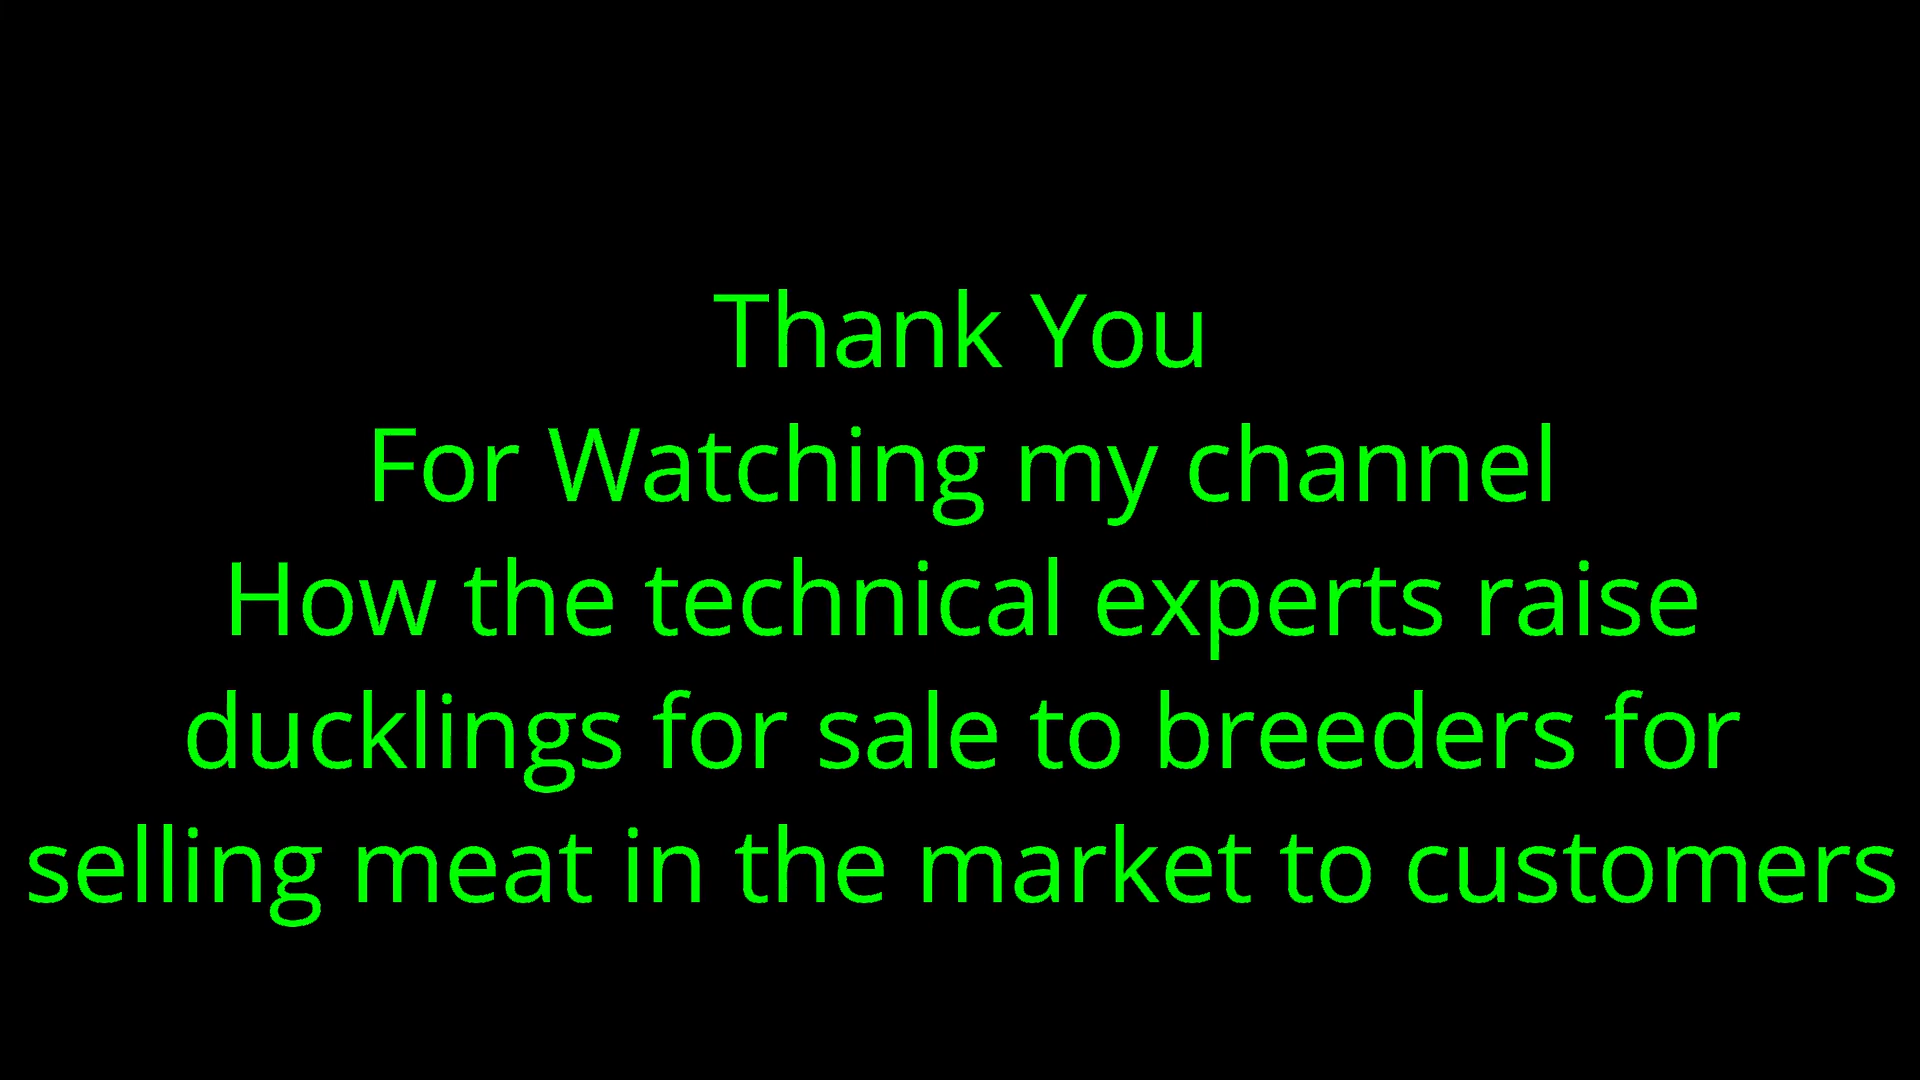 Thank You
For Watching my channel
How the technical experts raise
ducklings for sale to breeders for
selling meat in the market to customers